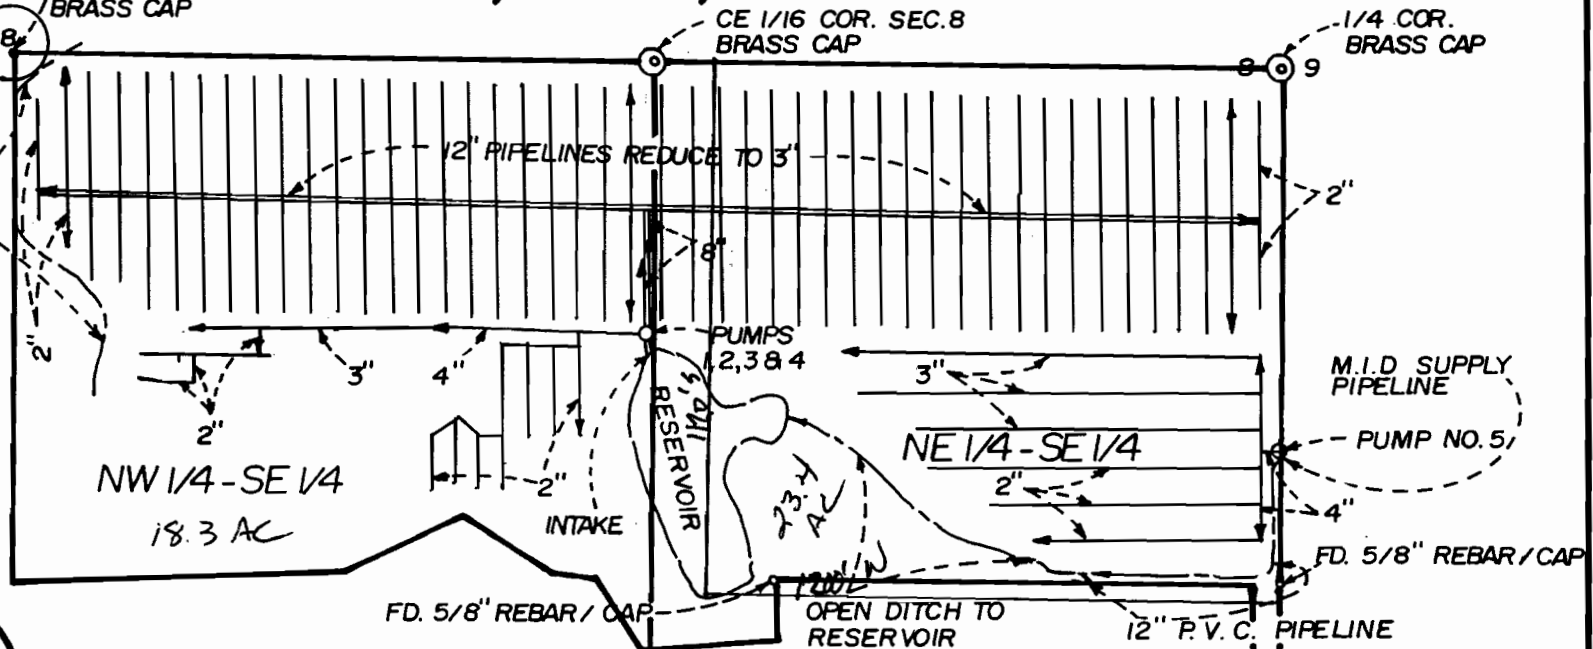 BRASS CAP
8
CE 1/16 COR. SEC. 8
BRASS CAP
1/4 COR.
BRASS CAP
8
9
12" PIPELINES REDUCE TO 3"
2"
8"
2"
PUMPS
1,2,3 & 4
3"
4"
3"
M.I.D SUPPLY
PIPELINE
2"
RESERVOIR
NE 1/4 - SE 1/4
PUMP NO. 5
NW 1/4 - SE 1/4
18.3 AC
2"
INTAKE
23.4
AC
2"
4"
FD. 5/8" REBAR / CAP
FD. 5/8" REBAR / CAP
1200'
OPEN DITCH TO
RESERVOIR
12" P.V.C. PIPELINE